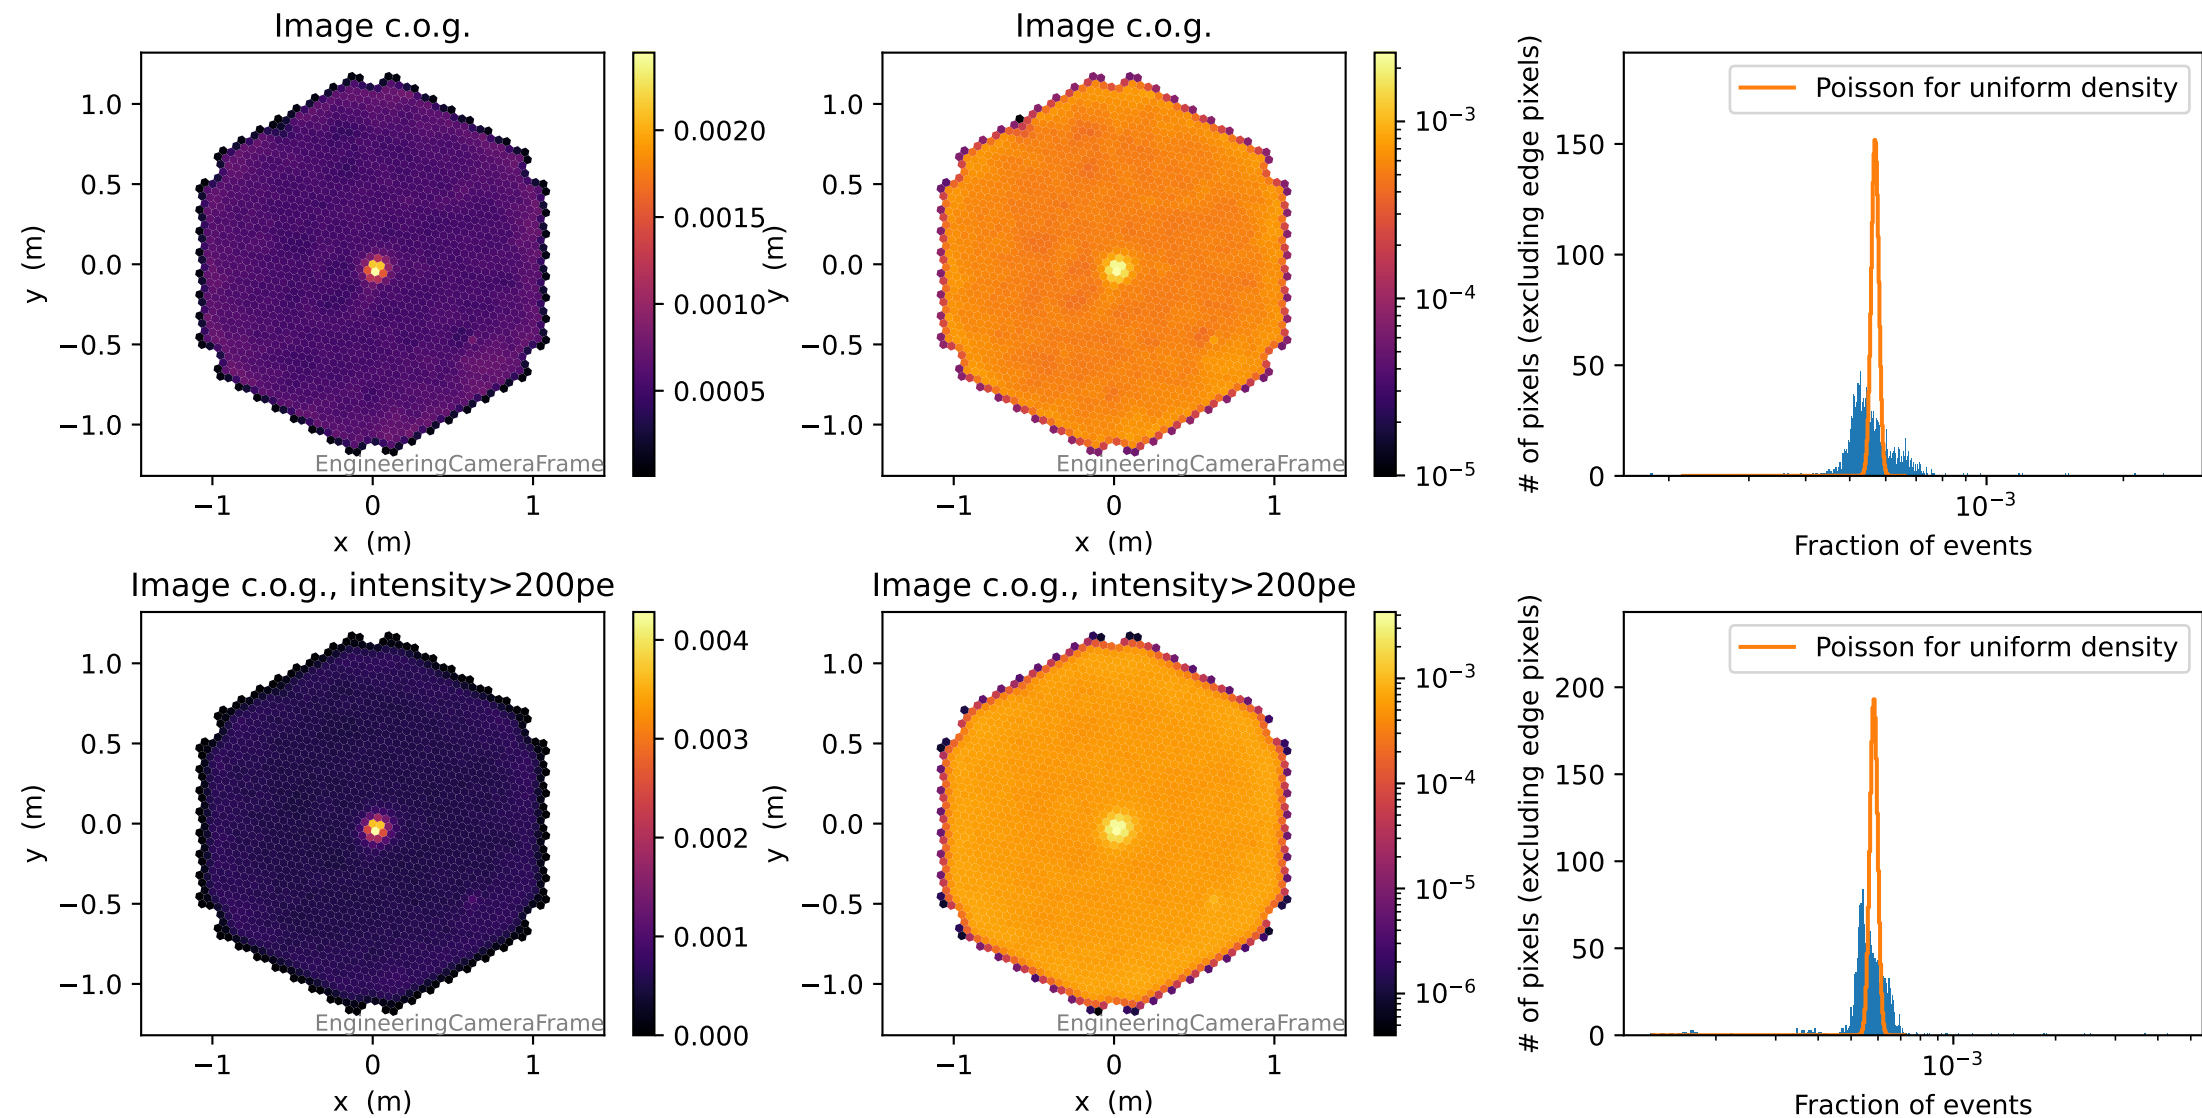 Image c.o.g.
1.0
0.5
0.0
−0.5
−1.0
y (m)
−1
0
1
x (m)
EngineeringCameraFrame
0.0020
0.0015
0.0010
0.0005
Image c.o.g.
1.0
0.5
0.0
−0.5
−1.0
y (m)
−1
0
1
x (m)
EngineeringCameraFrame
10⁻³
10⁻⁴
10⁻⁵
Poisson for uniform density
# of pixels (excluding edge pixels)
150
100
50
0
10⁻³
Fraction of events
Image c.o.g., intensity>200pe
1.0
0.5
0.0
−0.5
−1.0
y (m)
−1
0
1
x (m)
EngineeringCameraFrame
0.004
0.003
0.002
0.001
0.000
Image c.o.g., intensity>200pe
1.0
0.5
0.0
−0.5
−1.0
y (m)
−1
0
1
x (m)
EngineeringCameraFrame
10⁻³
10⁻⁴
10⁻⁵
10⁻⁶
Poisson for uniform density
# of pixels (excluding edge pixels)
200
150
100
50
0
10⁻³
Fraction of events